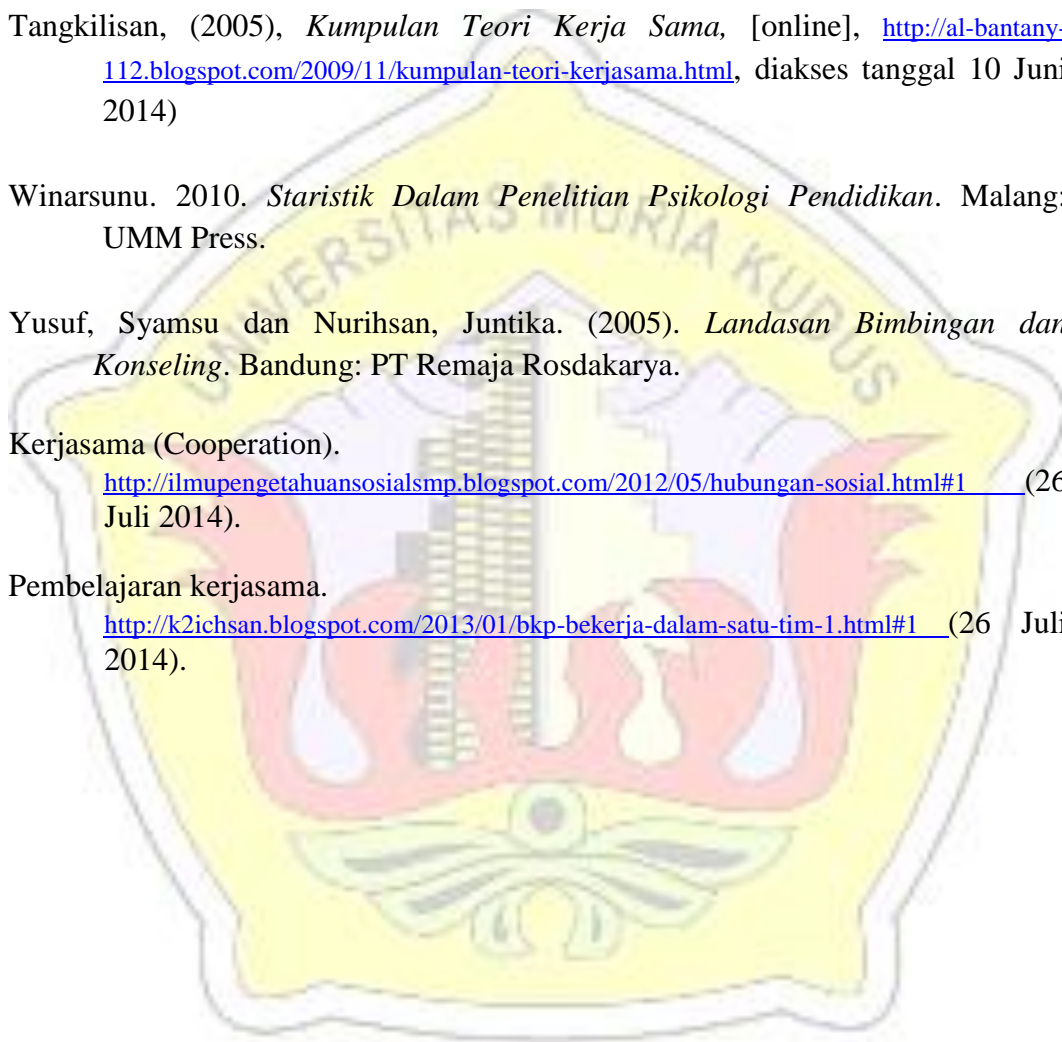 Tangkilisan, (2005), Kumpulan Teori Kerja Sama, [online], http://al-bantany-
112.blogspot.com/2009/11/kumpulan-teori-kerjasama.html, diakses tanggal 10 Juni
2014)
Winarsunu. 2010. Staristik Dalam Penelitian Psikologi Pendidikan. Malang:
UMM Press.
Yusuf, Syamsu dan Nurihsan, Juntika. (2005). Landasan Bimbingan dan
Konseling. Bandung: PT Remaja Rosdakarya.
Kerjasama (Cooperation).
http://ilmupengetahuansosialsmp.blogspot.com/2012/05/hubungan-sosial.html#1 (26
Juli 2014).
Pembelajaran kerjasama.
http://k2ichsan.blogspot.com/2013/01/bkp-bekerja-dalam-satu-tim-1.html#1 (26 Juli
2014).
UNIVERSITAS MURIA KUDUS